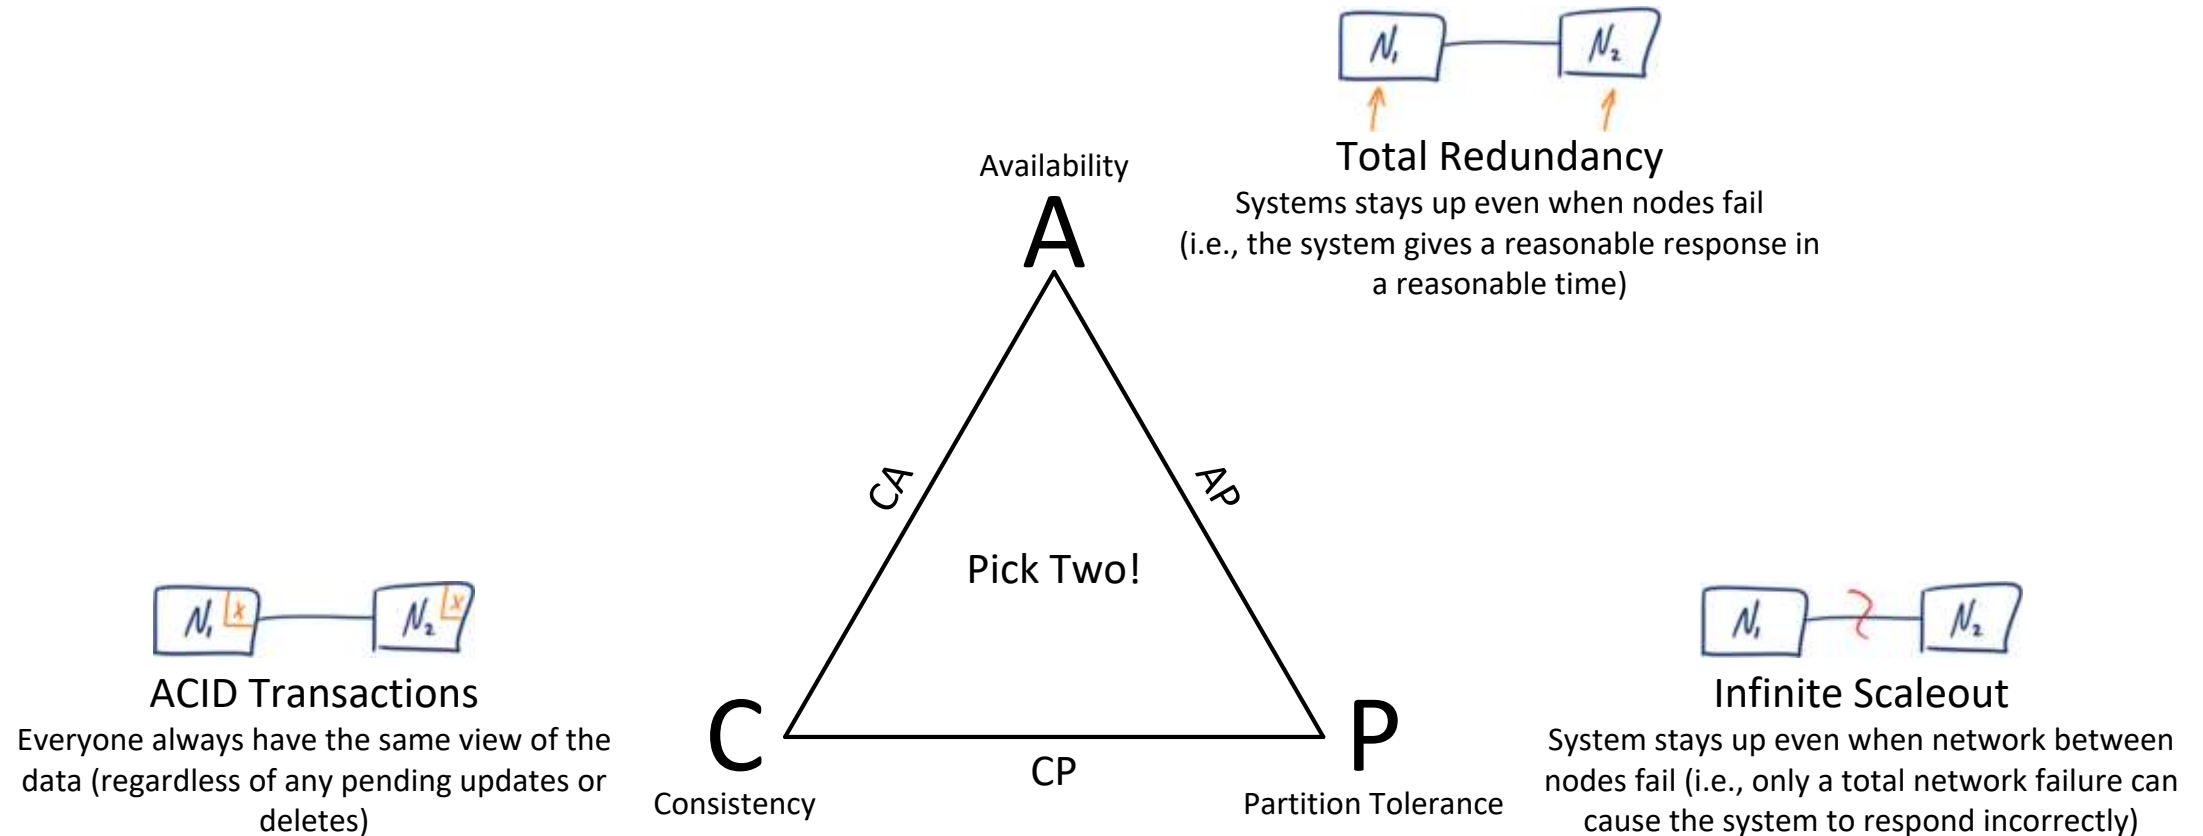 N₁
N₂
Total Redundancy
Systems stays up even when nodes fail
(i.e., the system gives a reasonable response in
a reasonable time)
Availability
A
CA
AP
Pick Two!
N₁ x
N₂ x
ACID Transactions
Everyone always have the same view of the
data (regardless of any pending updates or
deletes)
C
Consistency
CP
P
Partition Tolerance
N₁
N₂
Infinite Scaleout
System stays up even when network between
nodes fail (i.e., only a total network failure can
cause the system to respond incorrectly)